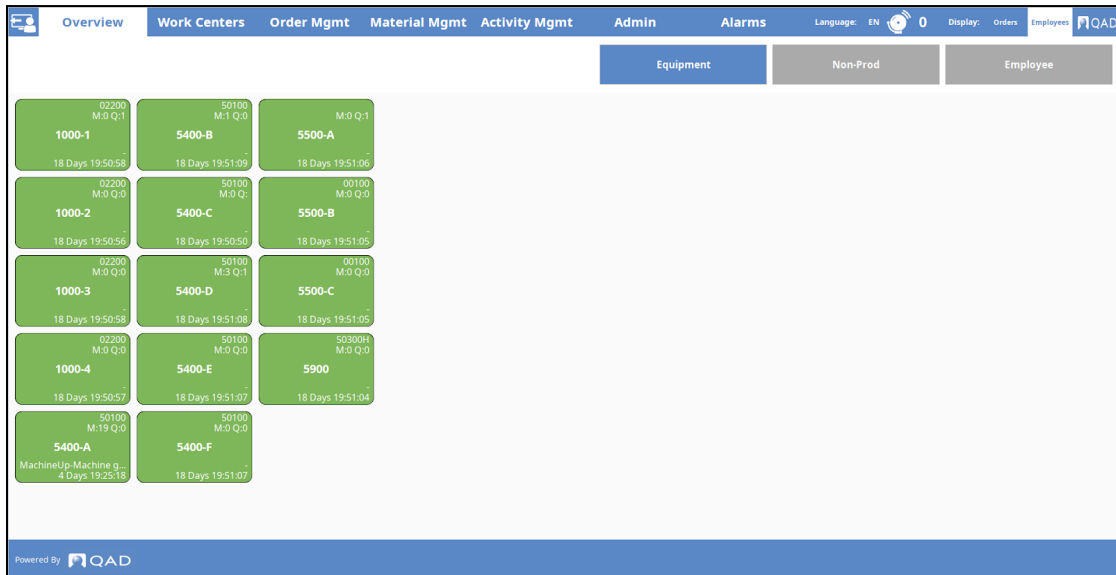 Overview Work Centers Order Mgmt Material Mgmt Activity Mgmt Admin Alarms Language: EN 0 Display: Orders Employees QAD
Equipment Non-Prod Employee
02200
M:0 Q:1
1000-1
-
18 Days 19:50:58
50100
M:1 Q:0
5400-B
-
18 Days 19:51:09
M:0 Q:1
5500-A
-
18 Days 19:51:06
02200
M:0 Q:0
1000-2
-
18 Days 19:50:56
50100
M:0 Q:
5400-C
-
18 Days 19:50:50
00100
M:0 Q:0
5500-B
-
18 Days 19:51:05
02200
M:0 Q:0
1000-3
-
18 Days 19:50:58
50100
M:3 Q:1
5400-D
-
18 Days 19:51:08
00100
M:0 Q:0
5500-C
-
18 Days 19:51:05
02200
M:0 Q:0
1000-4
-
18 Days 19:50:57
50100
M:0 Q:0
5400-E
-
18 Days 19:51:07
50300H
M:0 Q:0
5900
-
18 Days 19:51:04
50100
M:19 Q:0
5400-A
MachineUp-Machine g...
4 Days 19:25:18
50100
M:0 Q:0
5400-F
-
18 Days 19:51:07
Powered By QAD